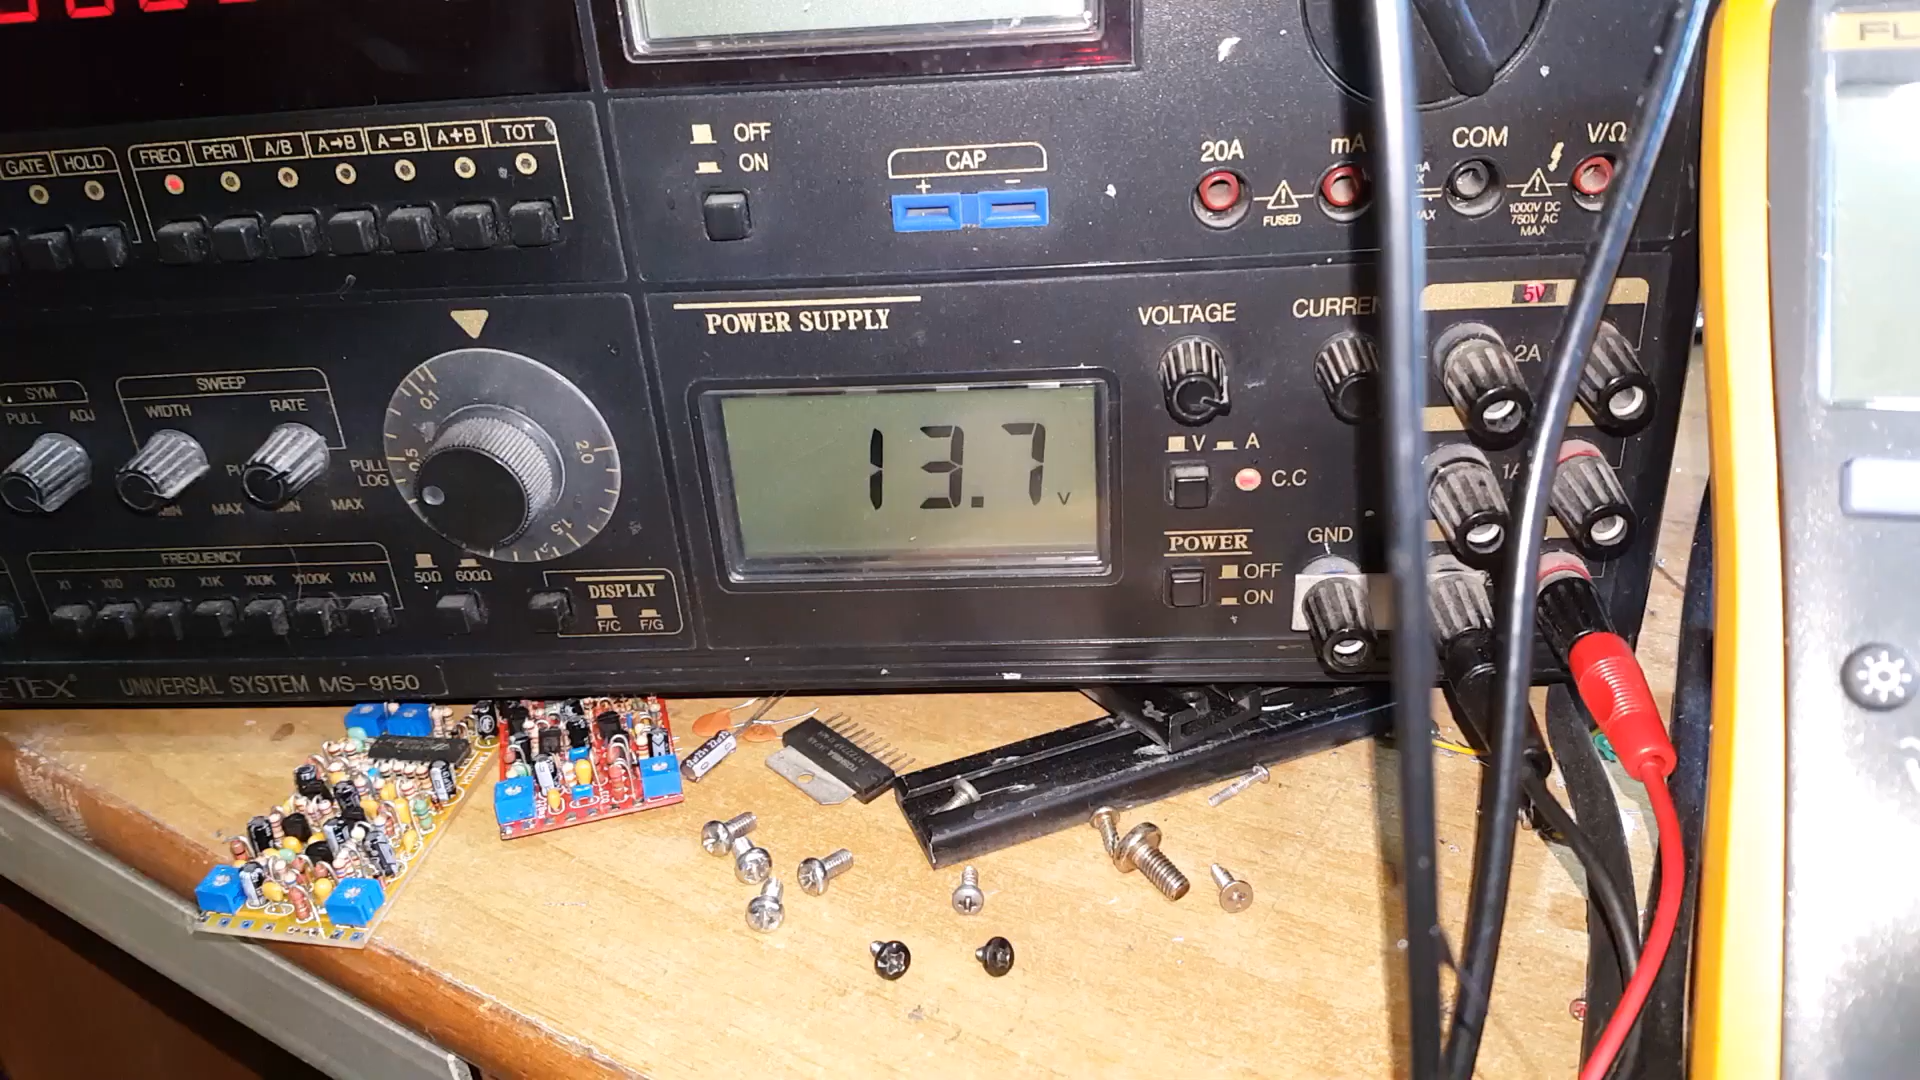 FL
GATE HOLD
FREQ PERI A/B A→B A−B A+B TOT
OFF
ON
CAP
+ −
20A
mA
COM
V/Ω
FUSED
1000V DC
750V AC
MAX
POWER SUPPLY
VOLTAGE
CURREN
5V
2A
SYM
PULL ADJ
SWEEP
WIDTH RATE
MAX
MAX
PULL
LOG
0.1
0.5
2.0
1.5
13.7 V
V A
C.C
1A
POWER
OFF
ON
GND
FREQUENCY
X1 X10 X100 X1K X10K X100K X1M
50Ω 600Ω
DISPLAY
F/C F/G
ETEX UNIVERSAL SYSTEM MS-9150